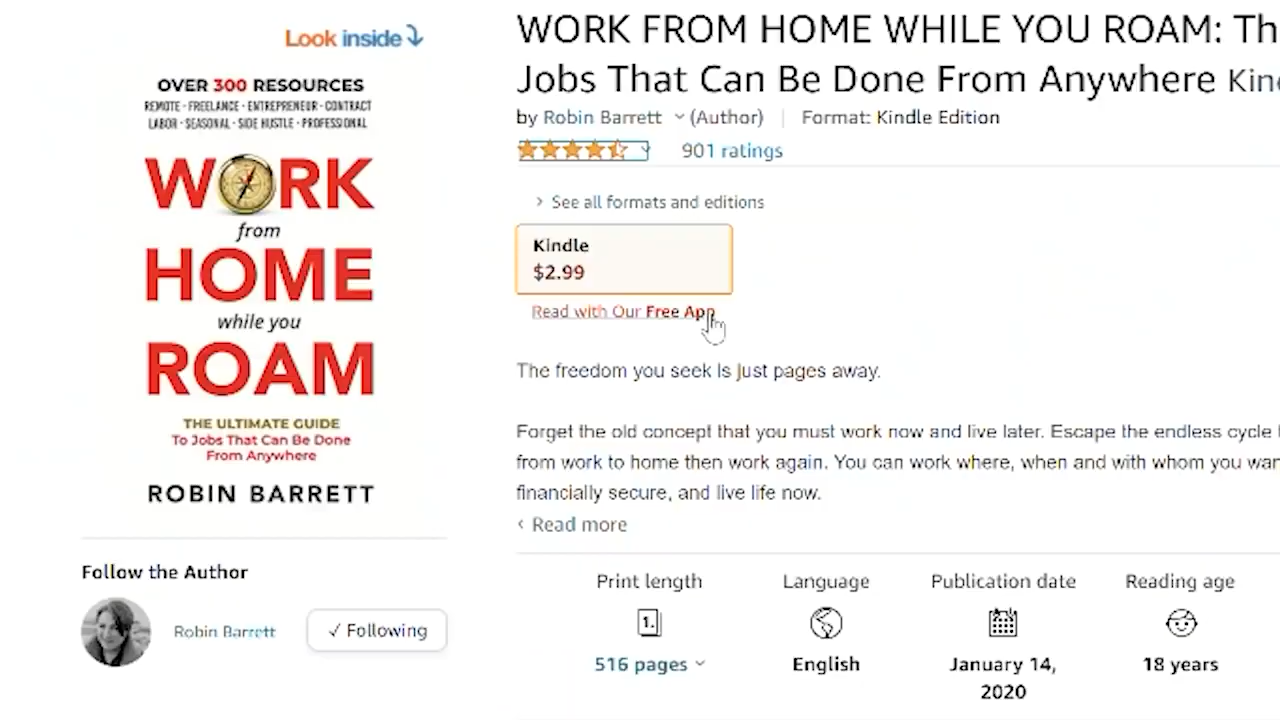 Look inside
OVER 300 RESOURCES
REMOTE - FREELANCE - ENTREPRENEUR - CONTRACT
LABOR - SEASONAL - SIDE HUSTLE - PROFESSIONAL
WORK
from
HOME
while you
ROAM
THE ULTIMATE GUIDE
To Jobs That Can Be Done
From Anywhere
ROBIN BARRETT
Follow the Author
Robin Barrett
✓ Following
WORK FROM HOME WHILE YOU ROAM: Th
Jobs That Can Be Done From Anywhere Kin
by Robin Barrett (Author) | Format: Kindle Edition
901 ratings
› See all formats and editions
Kindle
$2.99
Read with Our Free App
The freedom you seek is just pages away.
Forget the old concept that you must work now and live later. Escape the endless cycle
from work to home then work again. You can work where, when and with whom you wan
financially secure, and live life now.
‹ Read more
Print length
1.
516 pages
Language
English
Publication date
January 14,
2020
Reading age
18 years